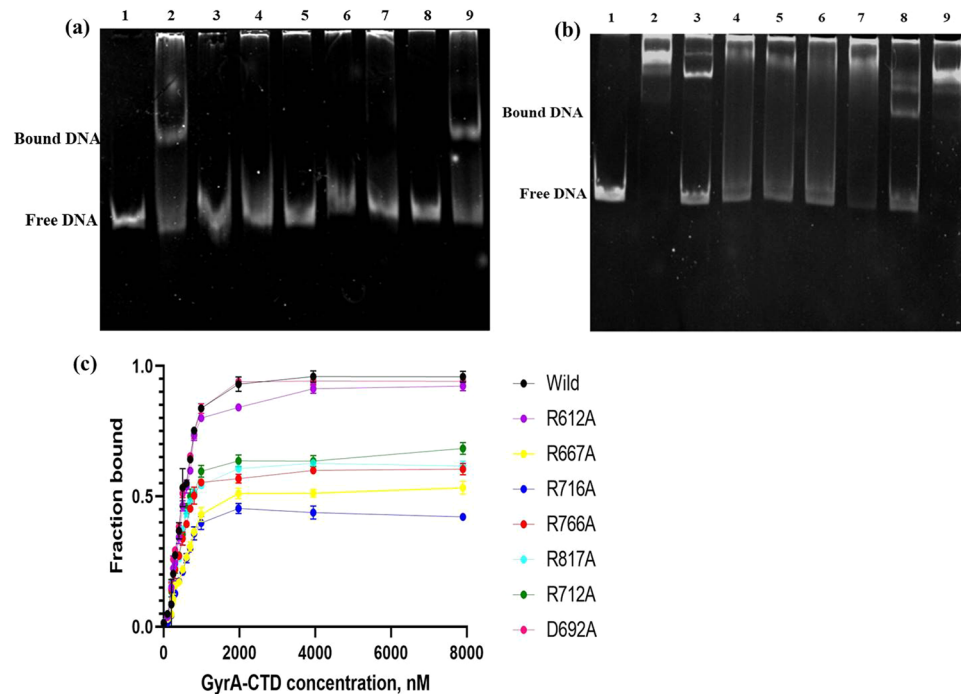 (a)
1 2 3 4 5 6 7 8 9
Bound DNA
Free DNA
(b)
1 2 3 4 5 6 7 8 9
Bound DNA
Free DNA
(c)
1.0
0.5
0.0
Fraction bound
0 2000 4000 6000 8000
GyrA-CTD concentration, nM
Wild
R612A
R667A
R716A
R766A
R817A
R712A
D692A